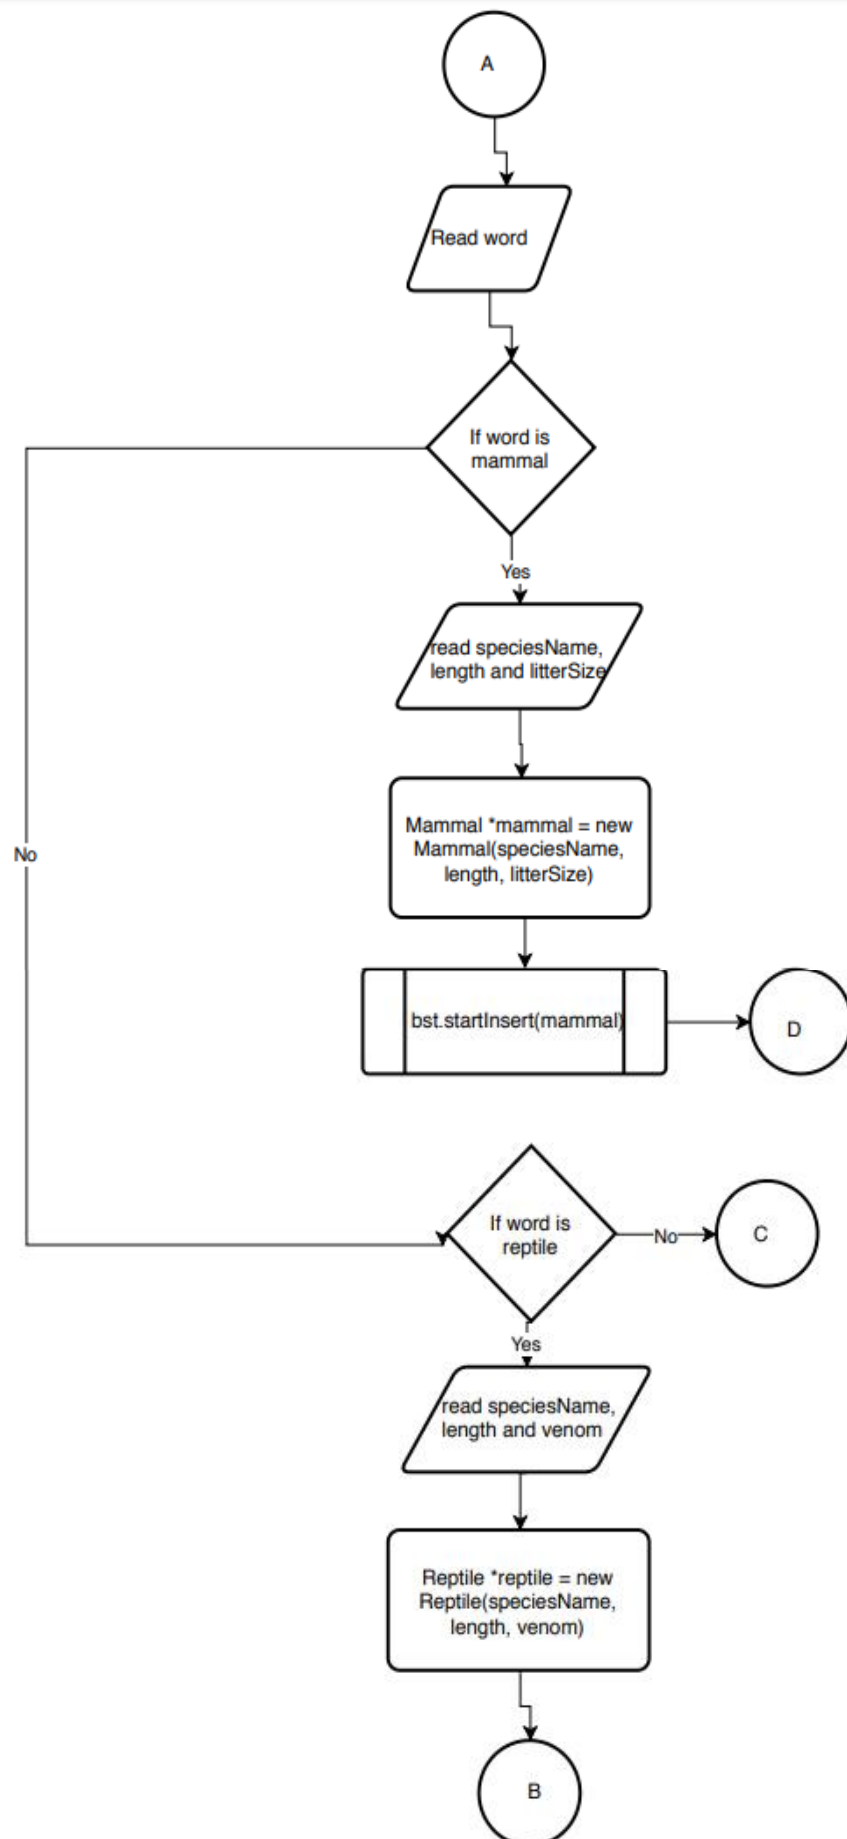 A
Read word
If word is
mammal
Yes
read speciesName,
length and litterSize
Mammal *mammal = new
Mammal(speciesName,
length, litterSize)
No
bst.startInsert(mammal)
D
If word is
reptile
No
C
Yes
read speciesName,
length and venom
Reptile *reptile = new
Reptile(speciesName,
length, venom)
B